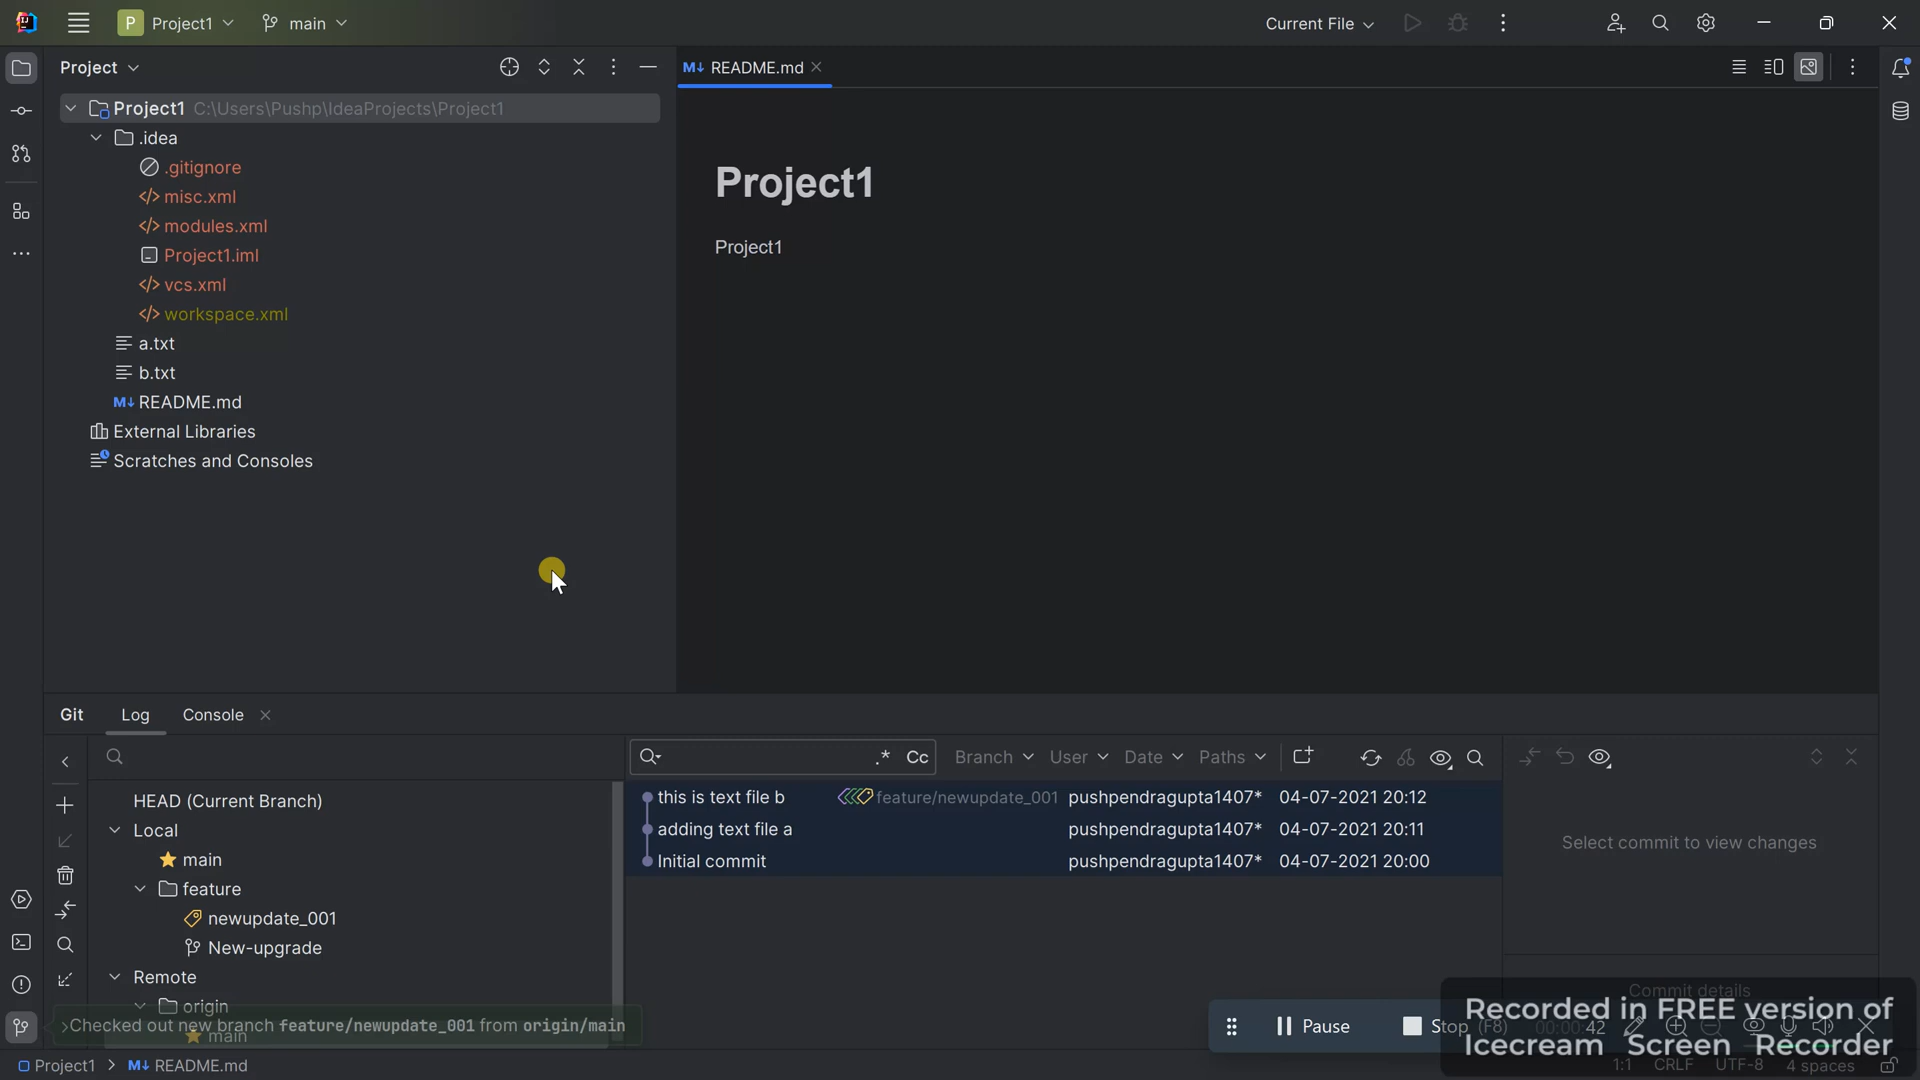 P Project1 main Current File
Project
README.md
Project1 C:\Users\Pushp\IdeaProjects\Project1
.idea
.gitignore
misc.xml
modules.xml
Project1.iml
vcs.xml
workspace.xml
a.txt
b.txt
README.md
External Libraries
Scratches and Consoles
Project1
Project1
Git Log Console
.* Cc Branch User Date Paths
HEAD (Current Branch)
Local
main
feature
newupdate_001
New-upgrade
Remote
origin
main
this is text file b feature/newupdate_001 pushpendragupta1407* 04-07-2021 20:12
adding text file a pushpendragupta1407* 04-07-2021 20:11
Initial commit pushpendragupta1407* 04-07-2021 20:00
Select commit to view changes
Commit details
Checked out new branch feature/newupdate_001 from origin/main
Pause Stop (F8) 00:00:42
Recorded in FREE version of
Icecream Screen Recorder
Project1 > README.md
1:1 CRLF UTF-8 4 spaces